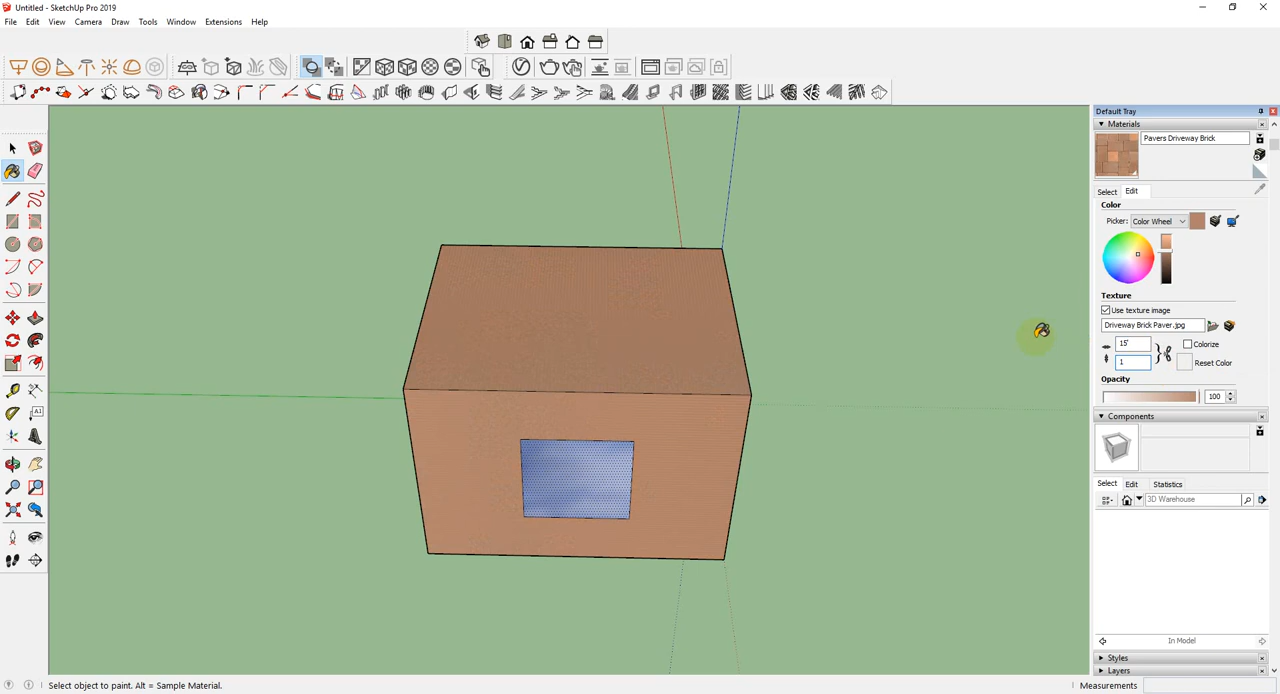 Untitled - SketchUp Pro 2019
File Edit View Camera Draw Tools Window Extensions Help
Default Tray
Materials
Pavers Driveway Brick
Select Edit
Color
Picker: Color Wheel
Texture
Use texture image
Driveway Brick Paver.jpg
15'
Colorize
1
Reset Color
Opacity
100
Components
Select Edit Statistics
3D Warehouse
In Model
Styles
Layers
Select object to paint. Alt = Sample Material.
Measurements